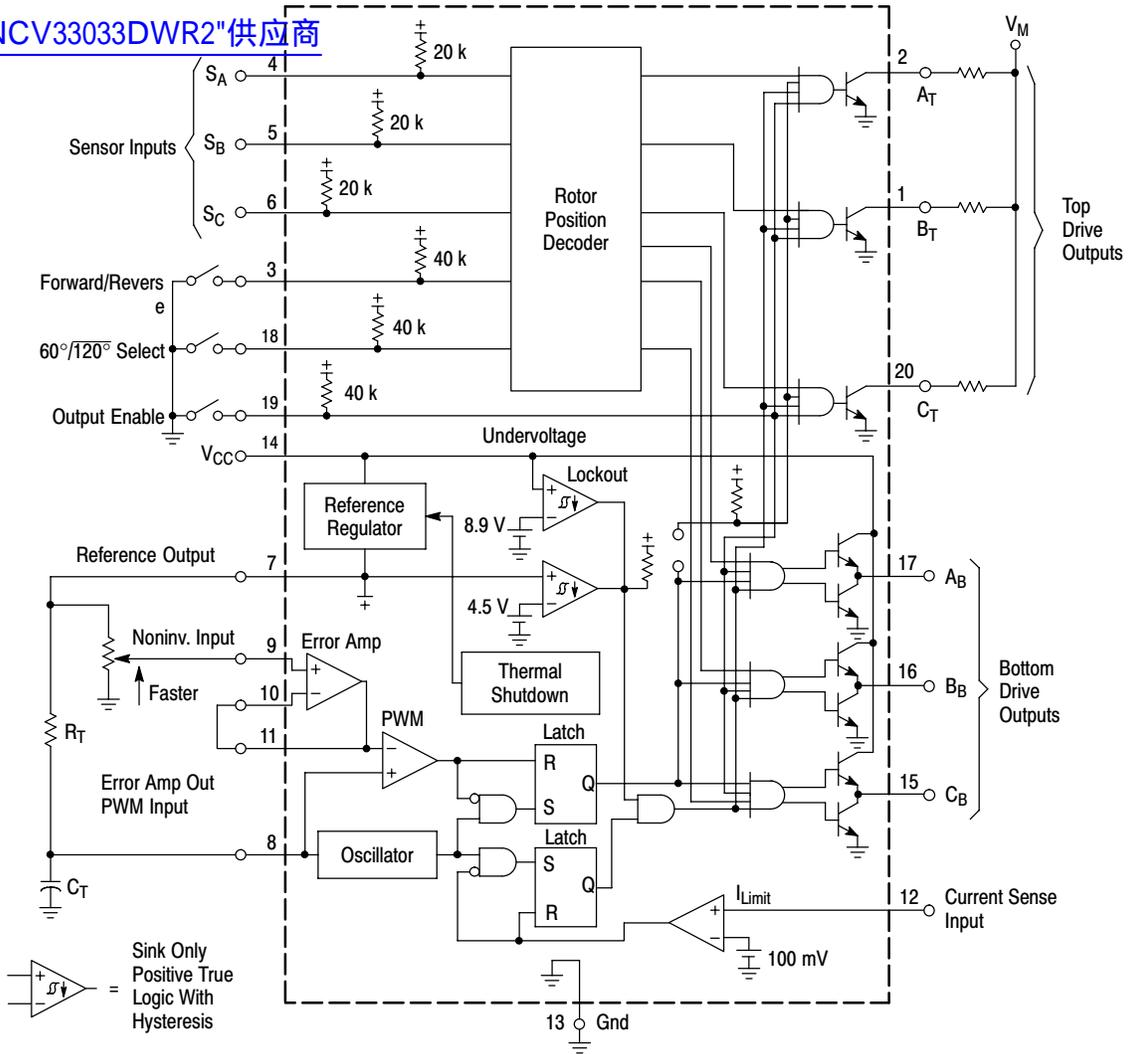 NCV33033DWR2"供应商
V_M
4
S_A
20 k
2
A_T
5
S_B
20 k
Sensor Inputs
6
S_C
20 k
Rotor
Position
Decoder
1
B_T
Top
Drive
Outputs
3
40 k
Forward/Revers
e
18
40 k
60°/120° Select
19
40 k
Output Enable
20
C_T
14
V_CC
Undervoltage
Lockout
Reference
Regulator
8.9 V
Reference Output
7
4.5 V
17
A_B
Noninv. Input
9
Error Amp
Faster
10
11
Thermal
Shutdown
16
B_B
Bottom
Drive
Outputs
R_T
PWM
Latch
R
Q
S
15
C_B
Error Amp Out
PWM Input
8
Oscillator
Latch
S
Q
R
C_T
I_Limit
12
Current Sense
Input
100 mV
=
Sink Only
Positive True
Logic With
Hysteresis
13
Gnd